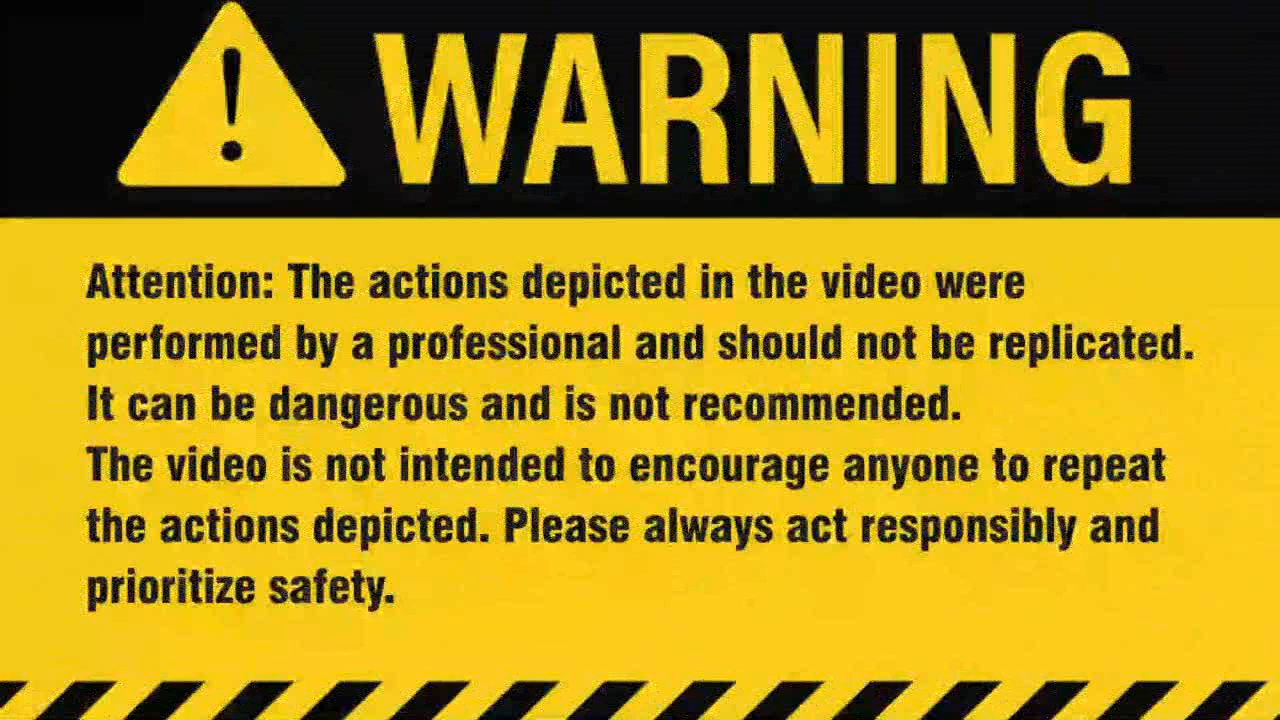 WARNING
Attention: The actions depicted in the video were
performed by a professional and should not be replicated.
It can be dangerous and is not recommended.
The video is not intended to encourage anyone to repeat
the actions depicted. Please always act responsibly and
prioritize safety.